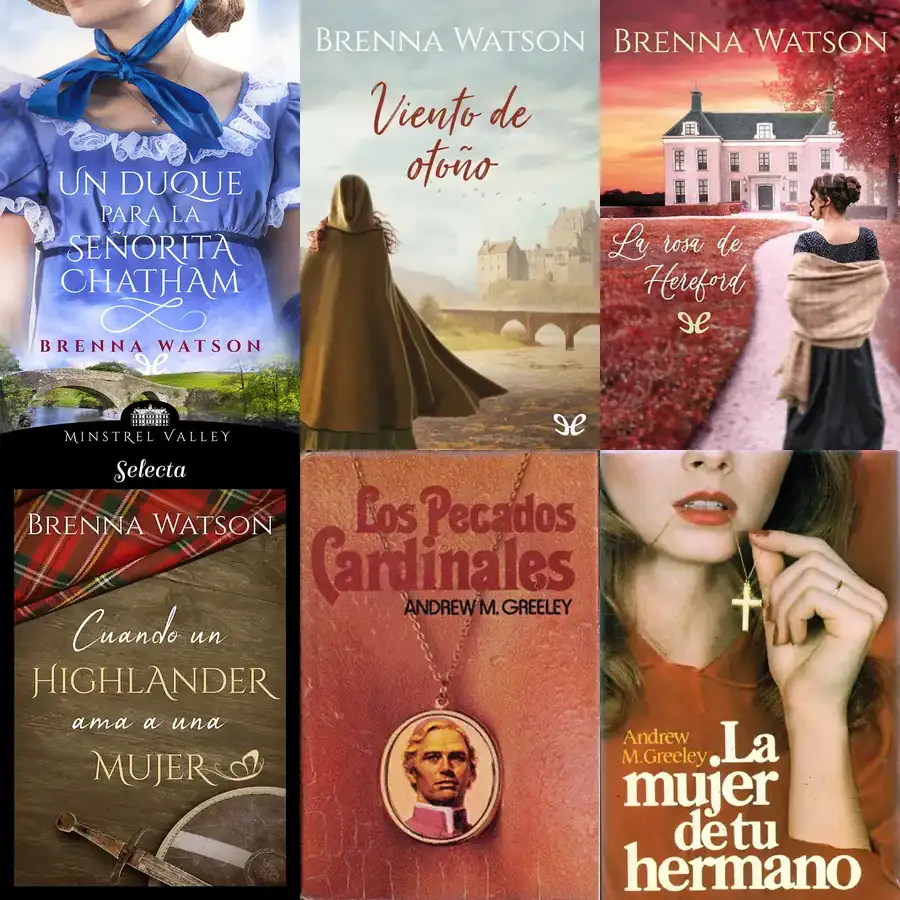 UN DUQUE
PARA LA
SEÑORITA
CHATHAM
BRENNA WATSON
MINSTREL VALLEY
Selecta
BRENNA WATSON
Viento de
otoño
BRENNA WATSON
La rosa de
Hereford
BRENNA WATSON
Cuando un
HIGHLANDER
ama a una
MUJER
Los Pecados
Cardinales
ANDREW M. GREELEY
Andrew
M. Greeley
La
mujer
de tu
hermano